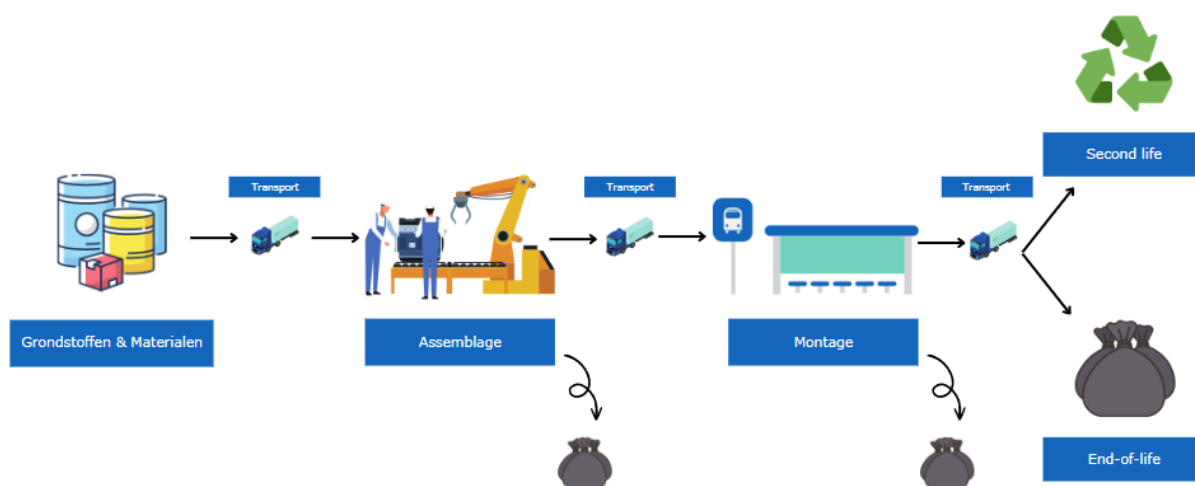 Grondstoffen & Materialen
Transport
Assemblage
Transport
Montage
Transport
Second life
End-of-life